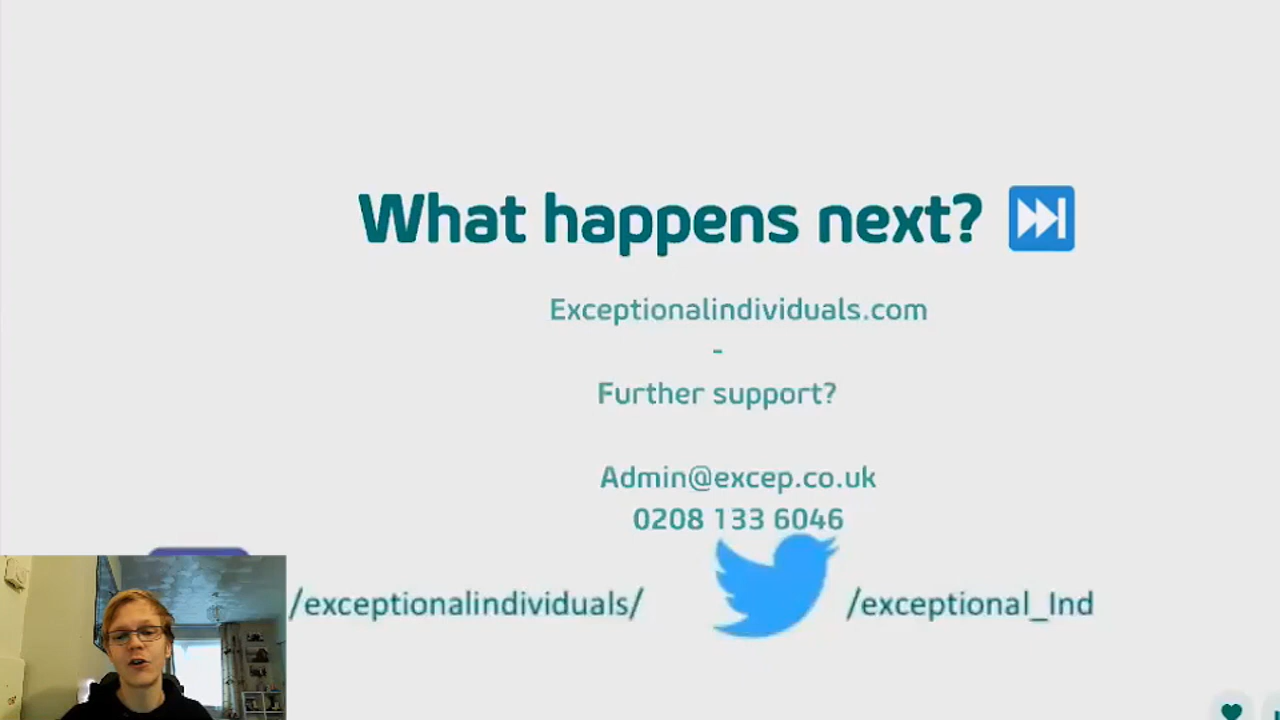 What happens next?
Exceptionalindividuals.com
-
Further support?
Admin@excep.co.uk
0208 133 6046
/exceptionalindividuals/
/exceptional_Ind